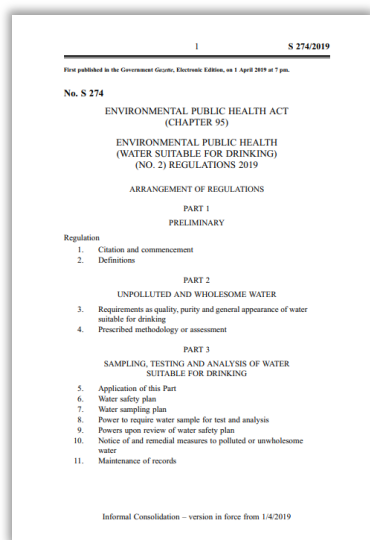 1 S 274/2019
First published in the Government Gazette, Electronic Edition, on 1 April 2019 at 7 pm.
No. S 274
ENVIRONMENTAL PUBLIC HEALTH ACT
(CHAPTER 95)
ENVIRONMENTAL PUBLIC HEALTH
(WATER SUITABLE FOR DRINKING)
(NO. 2) REGULATIONS 2019
ARRANGEMENT OF REGULATIONS
PART 1
PRELIMINARY
Regulation
1. Citation and commencement
2. Definitions
PART 2
UNPOLLUTED AND WHOLESOME WATER
3. Requirements as quality, purity and general appearance of water
suitable for drinking
4. Prescribed methodology or assessment
PART 3
SAMPLING, TESTING AND ANALYSIS OF WATER
SUITABLE FOR DRINKING
5. Application of this Part
6. Water safety plan
7. Water sampling plan
8. Power to require water sample for test and analysis
9. Powers upon review of water safety plan
10. Notice of and remedial measures to polluted or unwholesome
water
11. Maintenance of records
Informal Consolidation – version in force from 1/4/2019